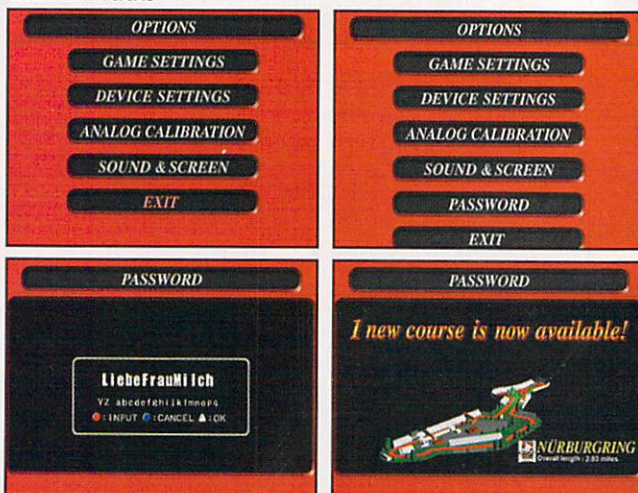 OPTIONS
GAME SETTINGS
DEVICE SETTINGS
ANALOG CALIBRATION
SOUND & SCREEN
EXIT
OPTIONS
GAME SETTINGS
DEVICE SETTINGS
ANALOG CALIBRATION
SOUND & SCREEN
PASSWORD
EXIT
PASSWORD
LiebeFrauMilch
YZ abcdefghijklmnopq
: INPUT : CANCEL : OK
PASSWORD
1 new course is now available!
NÜRBURGRING
Overall length : 2.83 miles